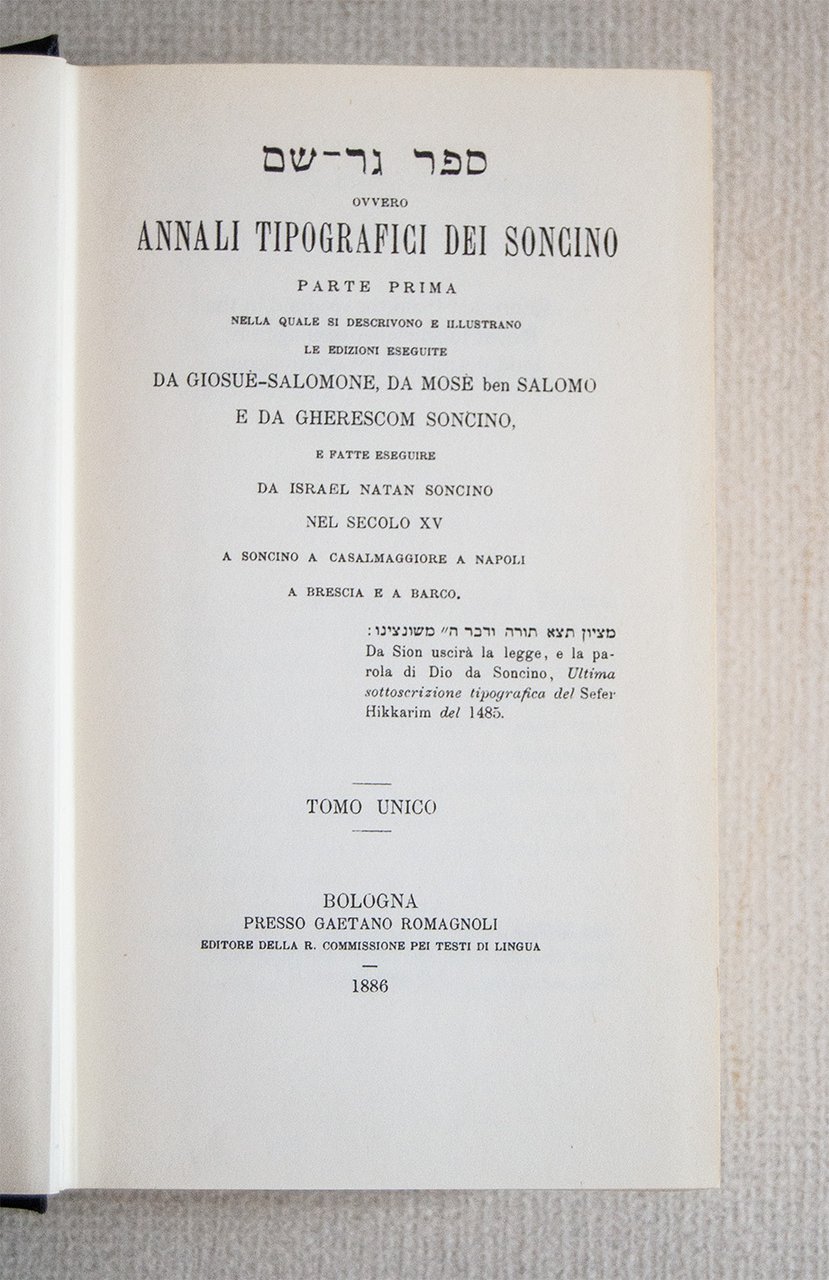 ספר גר-שם
OVVERO
ANNALI TIPOGRAFICI DEI SONCINO
PARTE PRIMA
NELLA QUALE SI DESCRIVONO E ILLUSTRANO
LE EDIZIONI ESEGUITE
DA GIOSUÈ-SALOMONE, DA MOSÈ ben SALOMO
E DA GHERESCOM SONCINO,
E FATTE ESEGUIRE
DA ISRAEL NATAN SONCINO
NEL SECOLO XV
A SONCINO A CASALMAGGIORE A NAPOLI
A BRESCIA E A BARCO.
מציון תצא תורה ודבר ה״ משונצינו:
Da Sion uscirà la legge, e la pa-
rola di Dio da Soncino, Ultima
sottoscrizione tipografica del Sefer
Hikkarim del 1485.
TOMO UNICO
BOLOGNA
PRESSO GAETANO ROMAGNOLI
EDITORE DELLA R. COMMISSIONE PEI TESTI DI LINGUA
1886